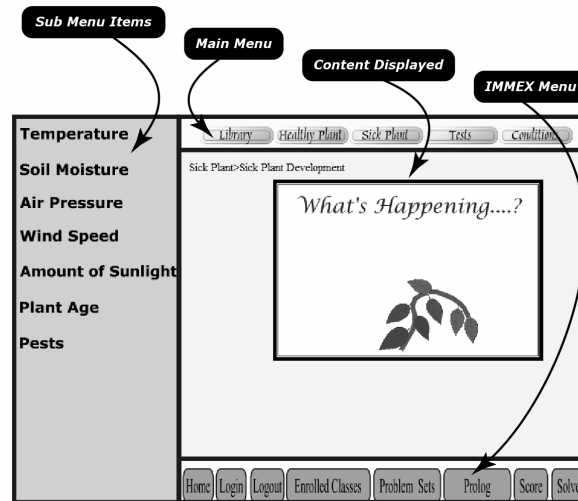 Sub Menu Items
Main Menu
Content Displayed
IMMEX Menu
Temperature
Soil Moisture
Air Pressure
Wind Speed
Amount of Sunlight
Plant Age
Pests
Library Healthy Plant Sick Plant Tests Conditions
Sick Plant>Sick Plant Development
What's Happening....?
Home Login Logout Enrolled Classes Problem Sets Prolog Score Solve